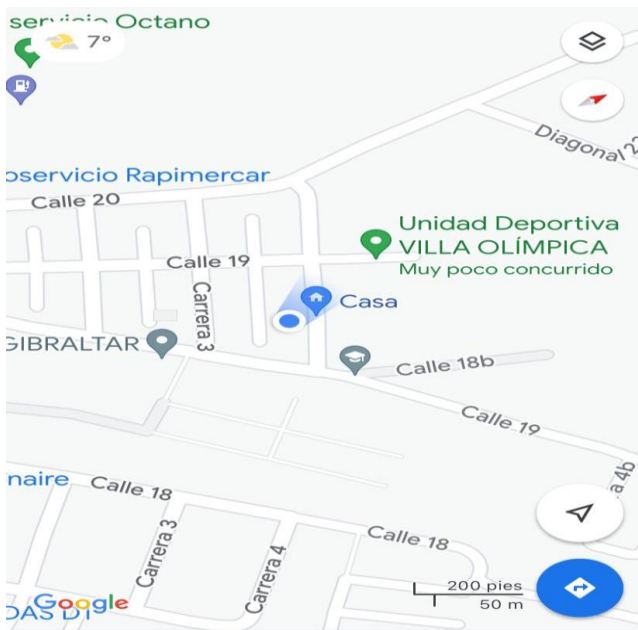 servicio Octano
7°
Diagonal 22
oservicio Rapimercar
Calle 20
Unidad Deportiva
VILLA OLÍMPICA
Muy poco concurrido
Calle 19
Carrera 3
Casa
GIBRALTAR
Calle 18b
Calle 19
a 4b
naire
Calle 18
Calle 18
Carrera 3
Carrera 4
200 pies
50 m
Google